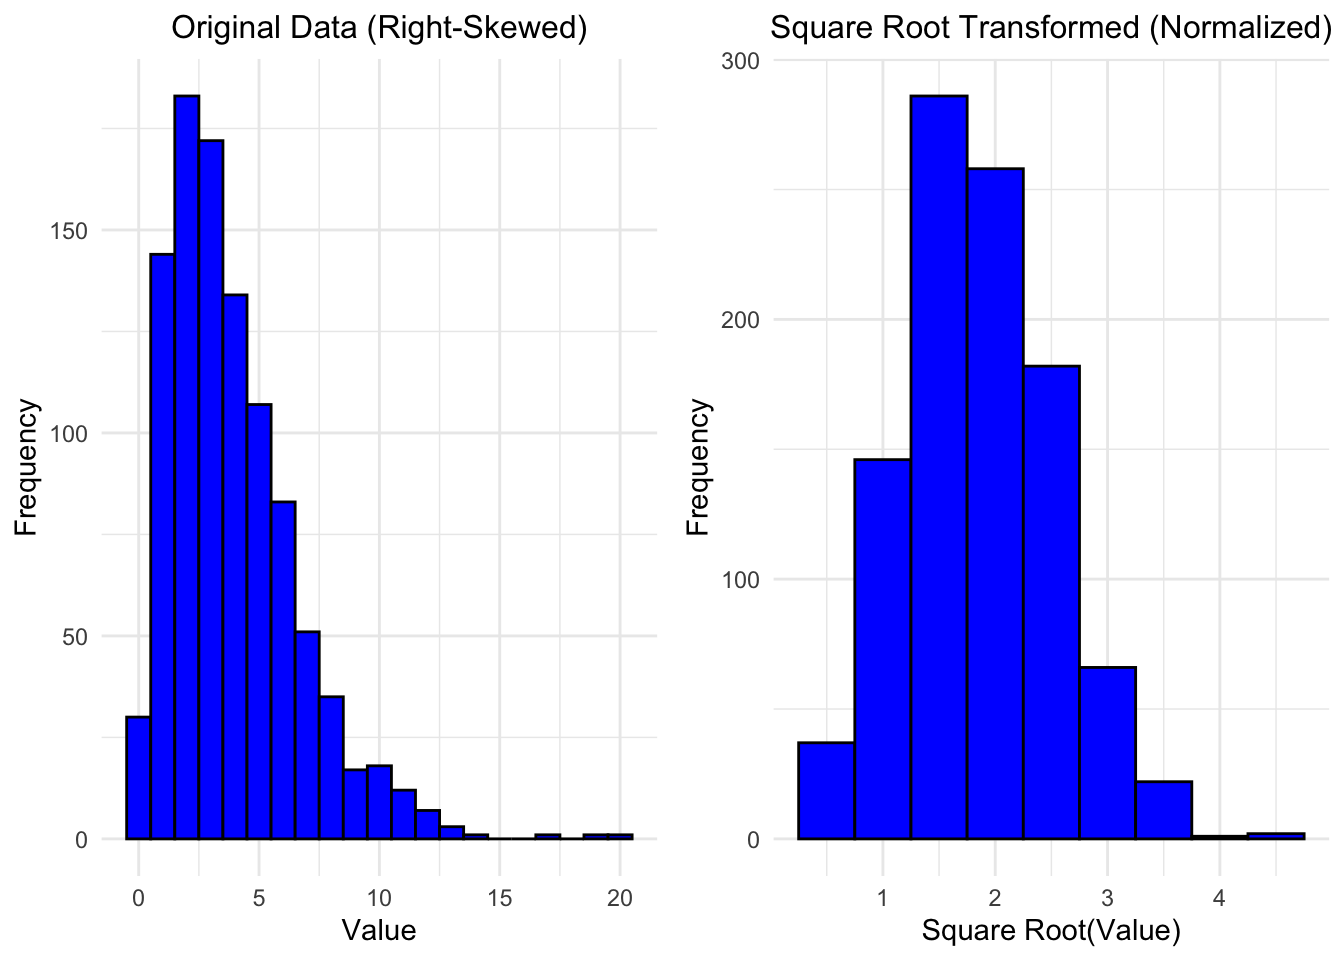 Original Data (Right-Skewed)
Frequency
150
100
50
0
0 5 10 15 20
Value
Square Root Transformed (Normalized)
Frequency
300
200
100
0
1 2 3 4
Square Root(Value)